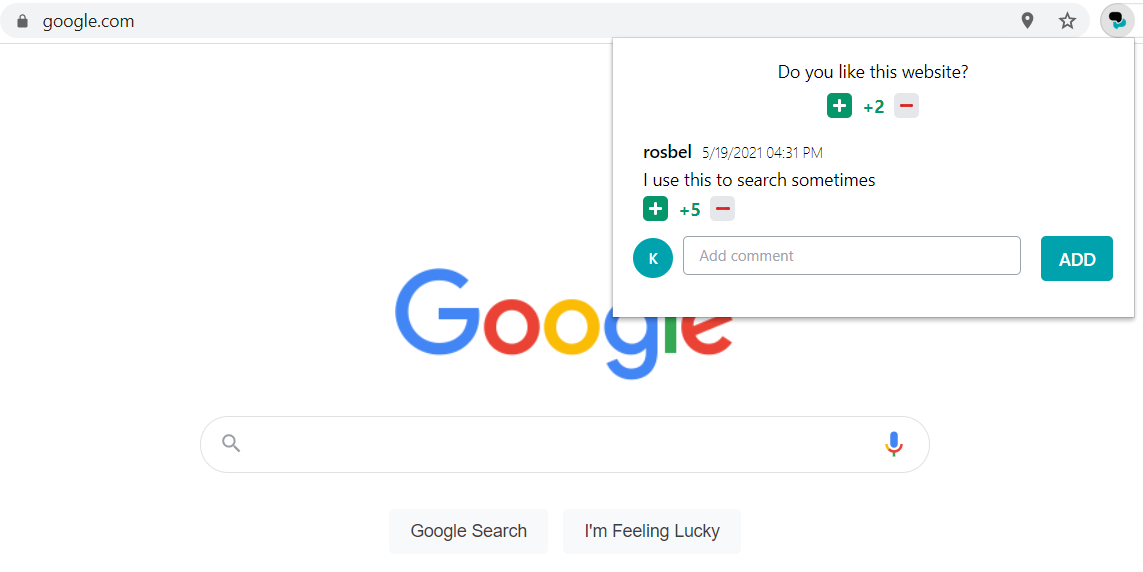 google.com
Do you like this website?
+2
rosbel 5/19/2021 04:31 PM
I use this to search sometimes
+5
K Add comment ADD
Google
Google Search I'm Feeling Lucky